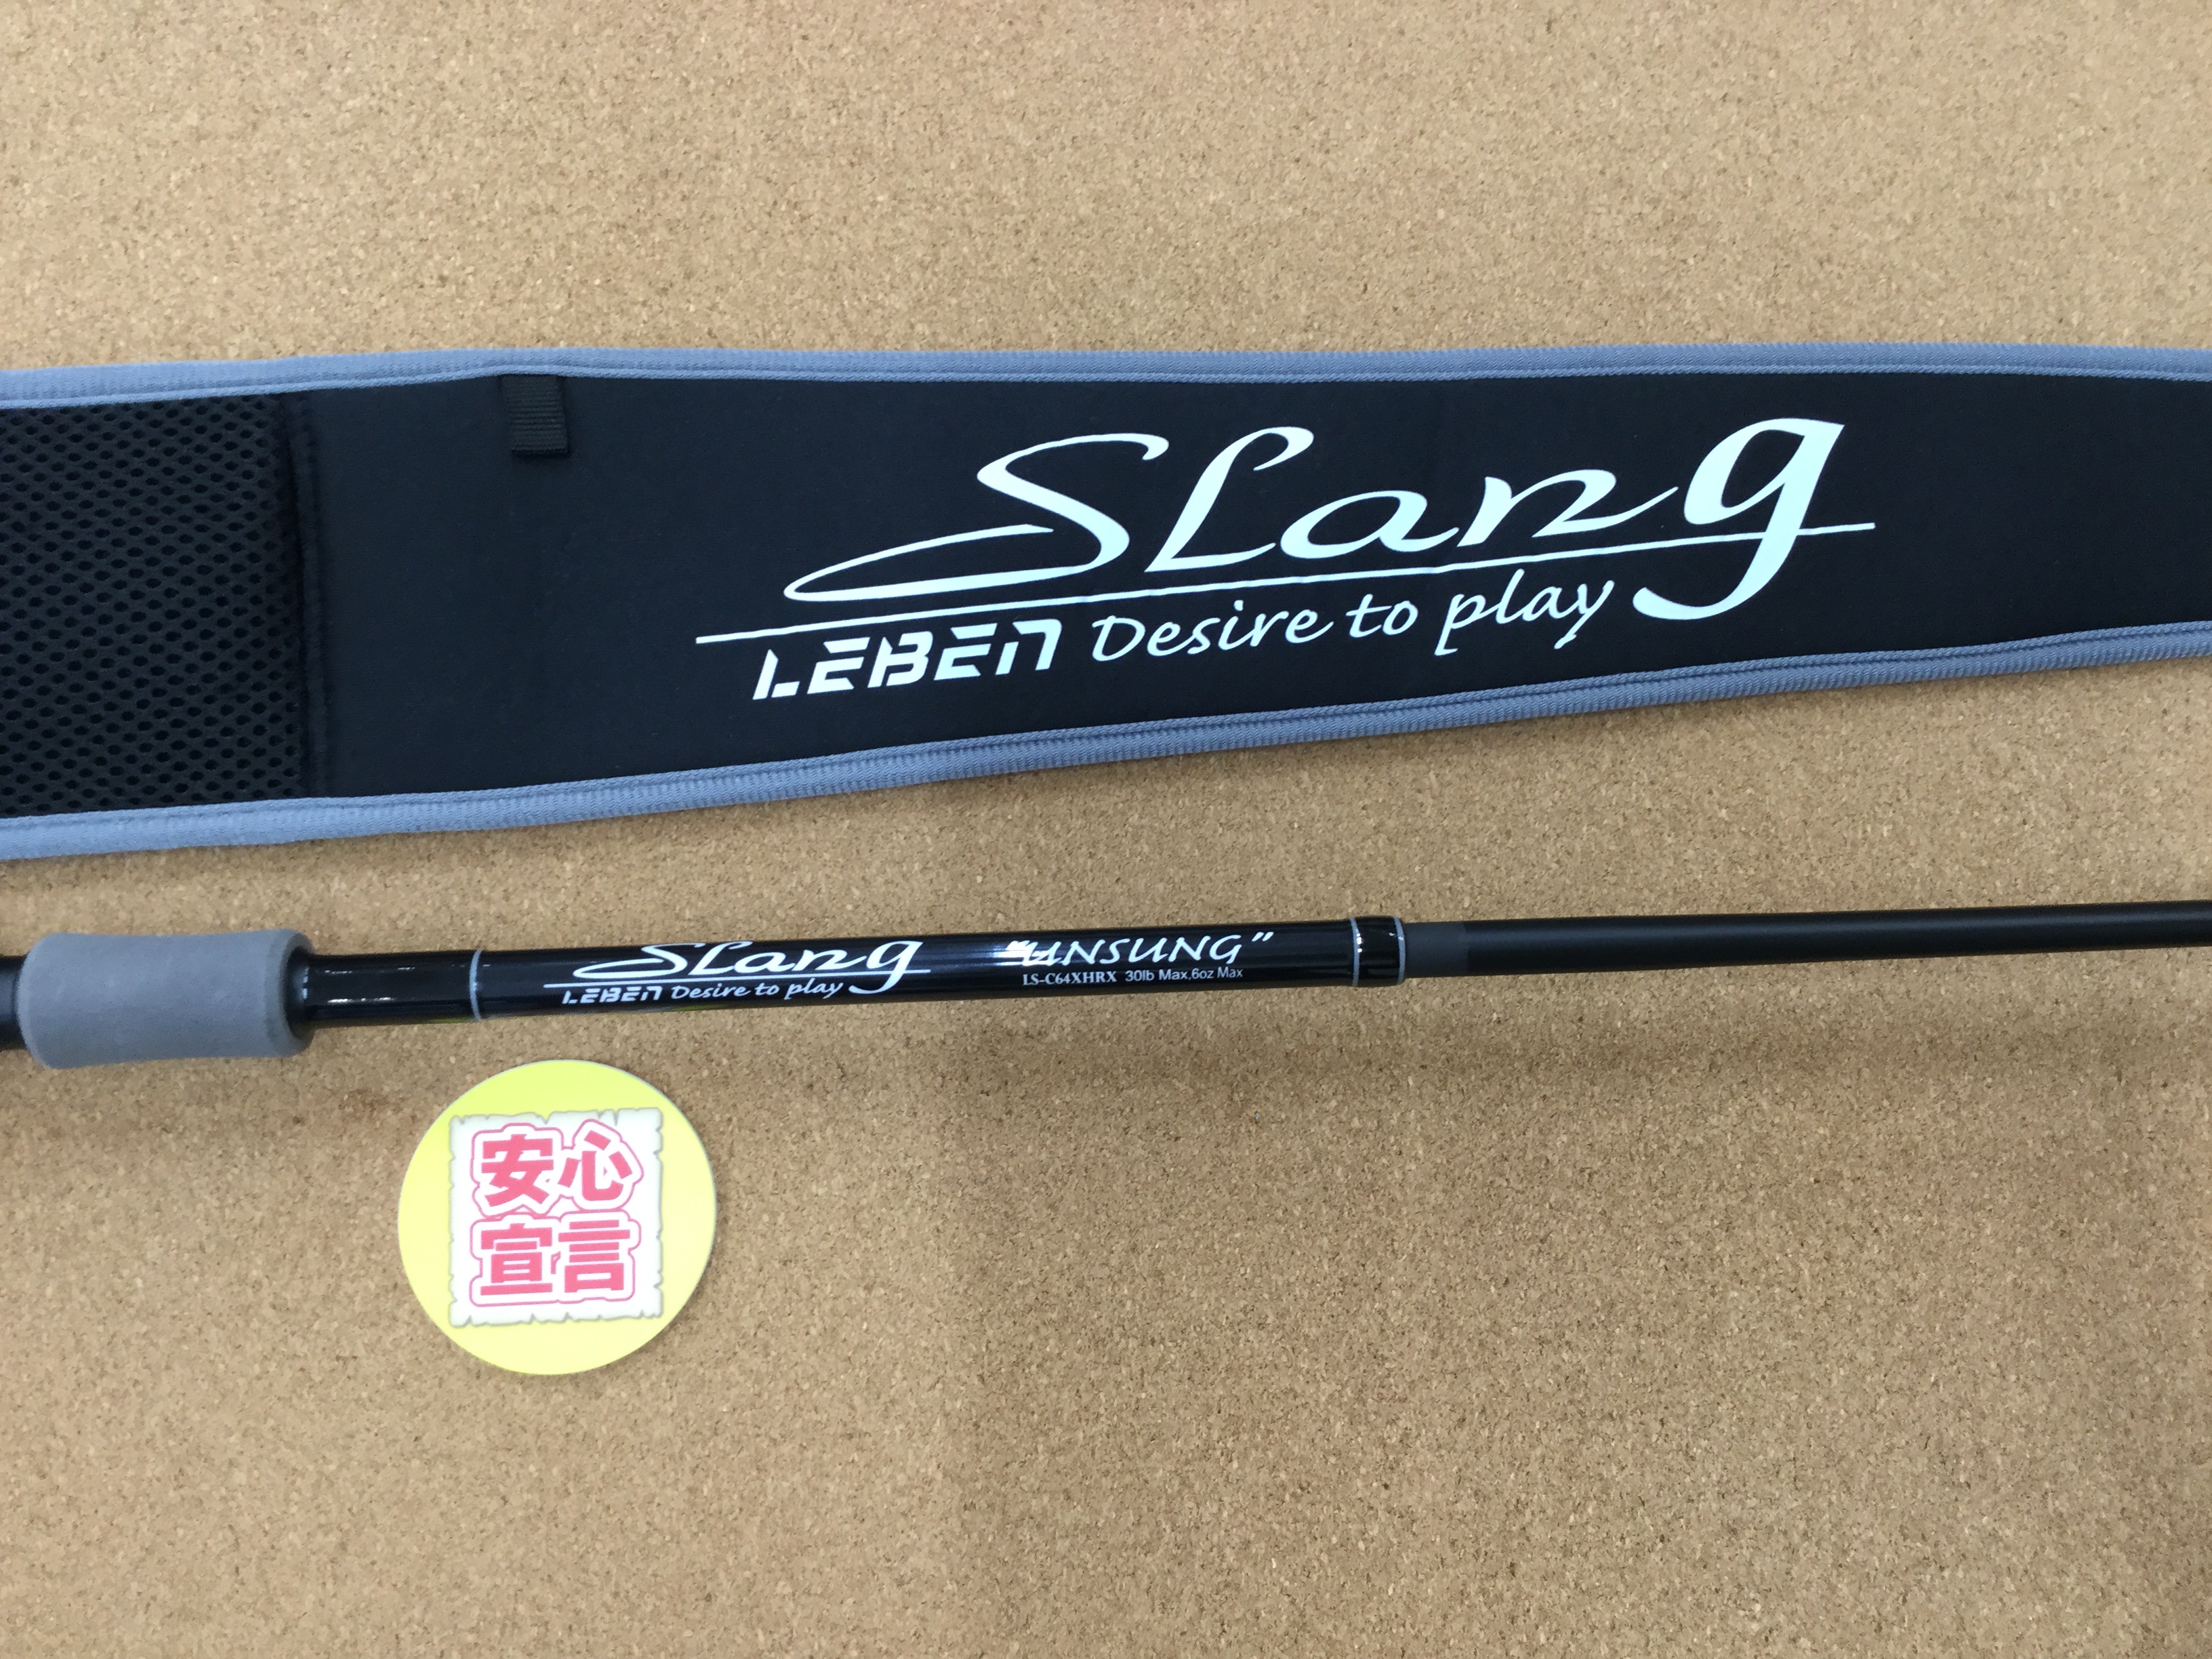 SLang
LEBEN Desire to play
SLang
LEBEN Desire to play
"UNSUNG"
LS-C64XHRX 30lb Max.6oz Max
安心
宣言